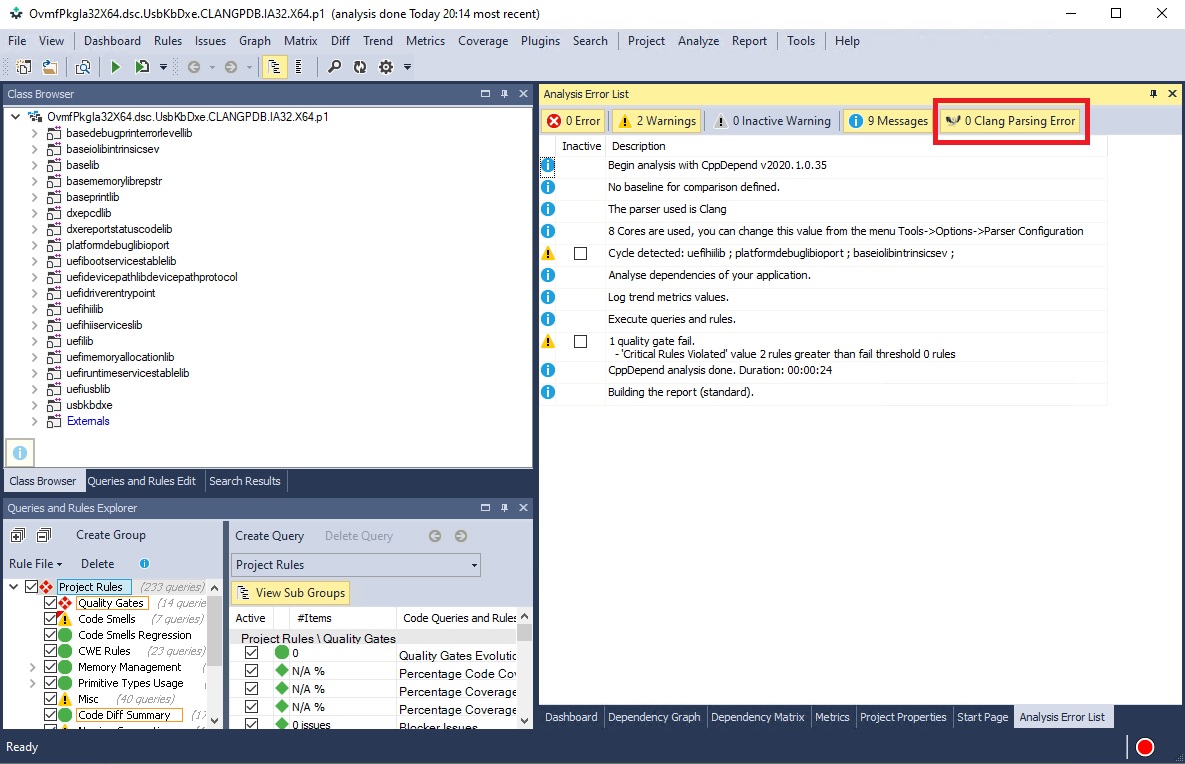 OvmfPkgIa32X64.dsc.UsbKbDxe.CLANGPDB.IA32.X64.p1 (analysis done Today 20:14 most recent)
File View Dashboard Rules Issues Graph Matrix Diff Trend Metrics Coverage Plugins Search Project Analyze Report Tools Help
Class Browser
OvmfPkgIa32X64.dsc.UsbKbDxe.CLANGPDB.IA32.X64.p1
basedebugprinterrorlevellib
baseiolibintrinsicsev
baselib
basememorylibrepstr
baseprintlib
dxepcdlib
dxereportstatuscodelib
platformdebuglibioport
uefibootservicestablelib
uefidevicepathlibdevicepathprotocol
uefidriverentrypoint
uefihiilib
uefihiiserviceslib
uefilib
uefimemoryallocationlib
uefiruntimeservicestablelib
uefiusblib
usbkbdxe
Externals
Class Browser Queries and Rules Edit Search Results
Queries and Rules Explorer
Create Group
Rule File Delete
Project Rules (233 queries)
Quality Gates (14 querie
Code Smells (7 queries)
Code Smells Regression
CWE Rules (23 queries)
Memory Management (
Primitive Types Usage
Misc (40 queries)
Code Diff Summary (17
Create Query Delete Query
Project Rules
View Sub Groups
Active #Items Code Queries and Rules
Project Rules \ Quality Gates
0 Quality Gates Evolutio
N/A % Percentage Code Cov
N/A % Percentage Coverage
N/A % Percentage Coverage
0 issues Blocker Issues
Analysis Error List
0 Error 2 Warnings 0 Inactive Warning 9 Messages 0 Clang Parsing Error
Inactive Description
Begin analysis with CppDepend v2020.1.0.35
No baseline for comparison defined.
The parser used is Clang
8 Cores are used, you can change this value from the menu Tools->Options->Parser Configuration
Cycle detected: uefihiilib ; platformdebuglibioport ; baseiolibintrinsicsev ;
Analyse dependencies of your application.
Log trend metrics values.
Execute queries and rules.
1 quality gate fail.
- 'Critical Rules Violated' value 2 rules greater than fail threshold 0 rules
CppDepend analysis done. Duration: 00:00:24
Building the report (standard).
Dashboard Dependency Graph Dependency Matrix Metrics Project Properties Start Page Analysis Error List
Ready